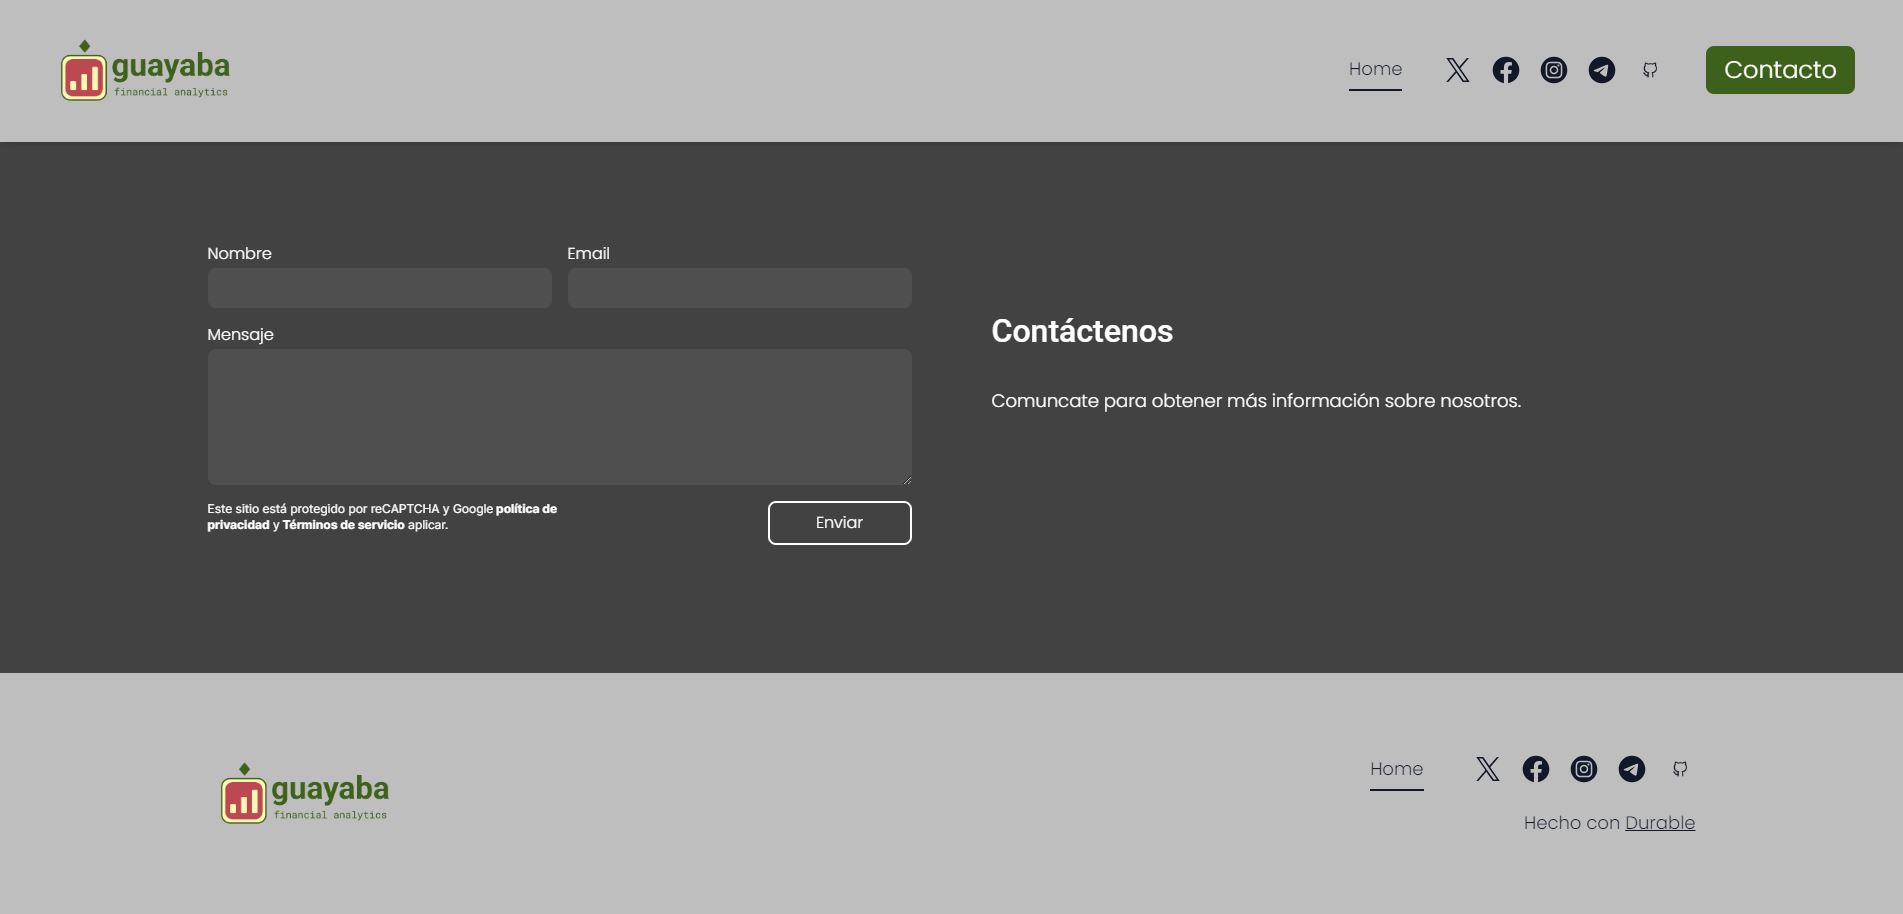 guayaba
financial analytics
Home
Contacto
Nombre
Email
Mensaje
Este sitio está protegido por reCAPTCHA y Google política de
privacidad y Términos de servicio aplicar.
Enviar
Contáctenos
Comuncate para obtener más información sobre nosotros.
guayaba
financial analytics
Home
Hecho con Durable